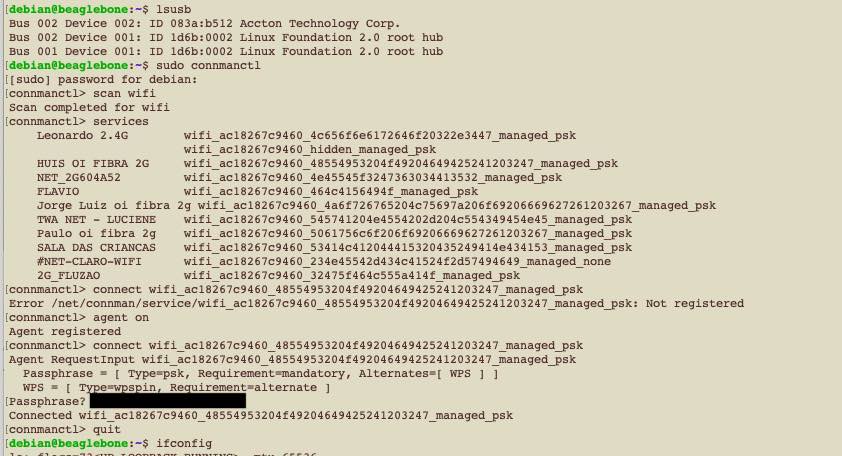 debian@beaglebone:~$ lsusb
Bus 002 Device 002: ID 083a:b512 Accton Technology Corp.
Bus 002 Device 001: ID 1d6b:0002 Linux Foundation 2.0 root hub
Bus 001 Device 001: ID 1d6b:0002 Linux Foundation 2.0 root hub
[debian@beaglebone:~$ sudo connmanctl
[[sudo] password for debian:
[connmanctl> scan wifi
Scan completed for wifi
[connmanctl> services
Leonardo 2.4G wifi_ac18267c9460_4c656f6e6172646f20322e3447_managed_psk
wifi_ac18267c9460_hidden_managed_psk
HUIS OI FIBRA 2G wifi_ac18267c9460_48554953204f49204649425241203247_managed_psk
NET_2G604A52 wifi_ac18267c9460_4e45545f3247363034413532_managed_psk
FLAVIO wifi_ac18267c9460_464c4156494f_managed_psk
Jorge Luiz oi fibra 2g wifi_ac18267c9460_4a6f726765204c75697a206f692066696272612 03267_managed_psk
TWA NET - LUCIENE wifi_ac18267c9460_545741204e4554202d204c554349454e45_managed_psk
Paulo oi fibra 2g wifi_ac18267c9460_5061756c6f206f69206669627261203267_managed_psk
SALA DAS CRIANCAS wifi_ac18267c9460_53414c412044415320435249414e434153_managed_psk
#NET-CLARO-WIFI wifi_ac18267c9460_234e45542d434c41524f2d57494649_managed_none
2G_FLUZAO wifi_ac18267c9460_32475f464c555a414f_managed_psk
[connmanctl> connect wifi_ac18267c9460_48554953204f49204649425241203247_managed_psk
Error /net/connman/service/wifi_ac18267c9460_48554953204f49204649425241203247_managed_psk: Not registered
[connmanctl> agent on
Agent registered
[connmanctl> connect wifi_ac18267c9460_48554953204f49204649425241203247_managed_psk
Agent RequestInput wifi_ac18267c9460_48554953204f49204649425241203247_managed_psk
Passphrase = [ Type=psk, Requirement=mandatory, Alternates=[ WPS ] ]
WPS = [ Type=wpspin, Requirement=alternate ]
[Passphrase?
Connected wifi_ac18267c9460_48554953204f49204649425241203247_managed_psk
[connmanctl> quit
[debian@beaglebone:~$ ifconfig